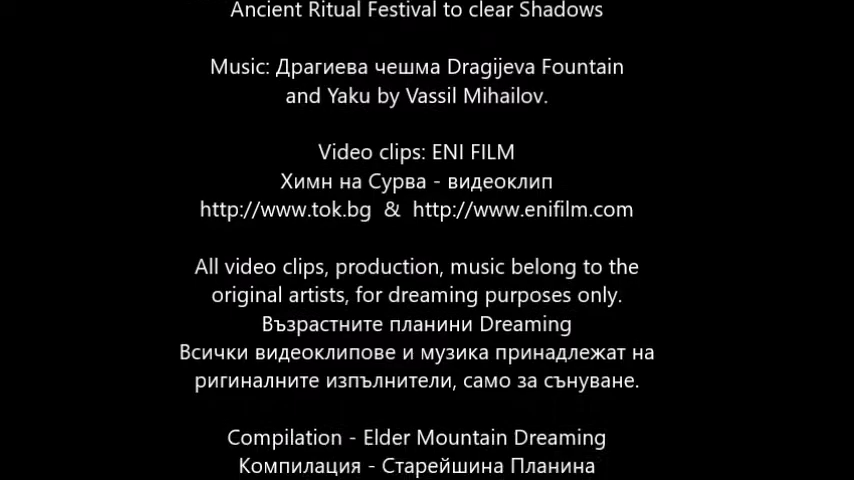 Ancient Ritual Festival to clear Shadows
Music: Драгиева чешма Dragijeva Fountain
and Yaku by Vassil Mihailov.
Video clips: ENI FILM
Химн на Сурва - видеоклип
http://www.tok.bg & http://www.enifilm.com
All video clips, production, music belong to the
original artists, for dreaming purposes only.
Възрастните планини Dreaming
Всички видеоклипове и музика принадлежат на
ригиналните изпълнители, само за сънуване.
Compilation - Elder Mountain Dreaming
Компилация - Старейшина Планина